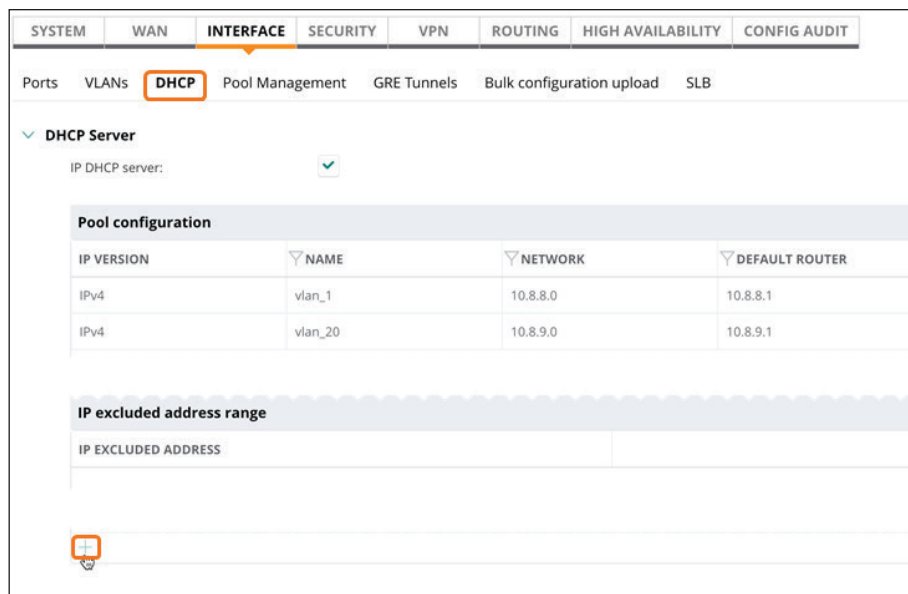 SYSTEM WAN INTERFACE SECURITY VPN ROUTING HIGH AVAILABILITY CONFIG AUDIT
Ports VLANs DHCP Pool Management GRE Tunnels Bulk configuration upload SLB
DHCP Server
IP DHCP server:
Pool configuration
IP VERSION NAME NETWORK DEFAULT ROUTER
IPv4 vlan_1 10.8.8.0 10.8.8.1
IPv4 vlan_20 10.8.9.0 10.8.9.1
IP excluded address range
IP EXCLUDED ADDRESS
+